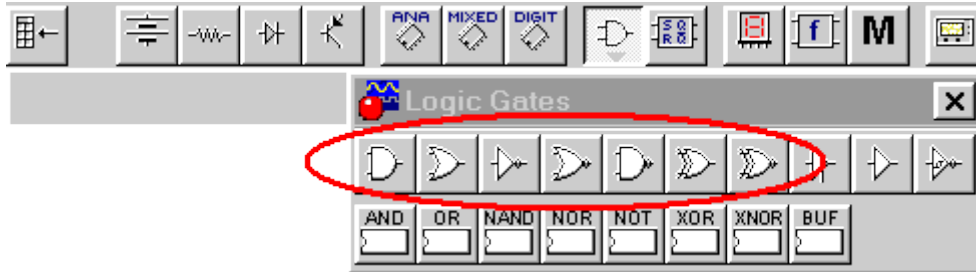 ANA MIXED DIGIT
S Q
R Q
f M
Logic Gates
AND OR NAND NOR NOT XOR XNOR BUF